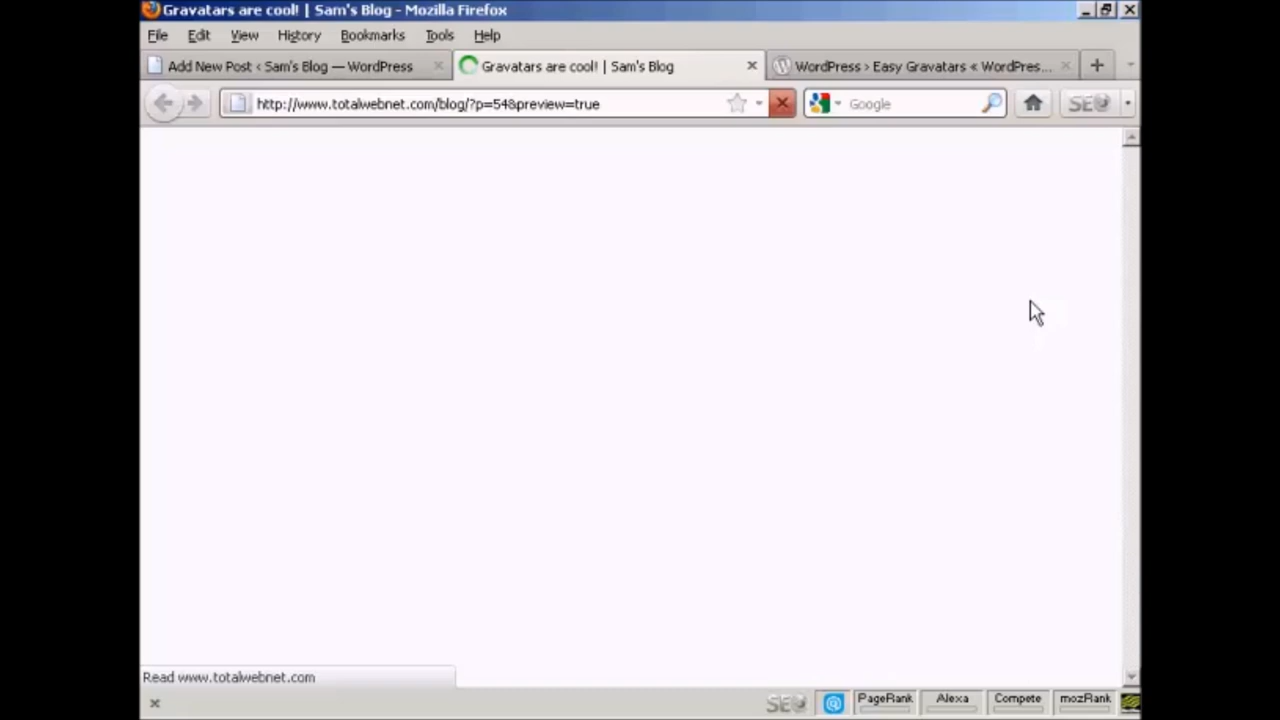 Gravatars are cool! | Sam's Blog - Mozilla Firefox
File Edit View History Bookmarks Tools Help
Add New Post ‹ Sam's Blog — WordPress
Gravatars are cool! | Sam's Blog
WordPress › Easy Gravatars « WordPres...
http://www.totalwebnet.com/blog/?p=54&preview=true
Google
SEO
Read www.totalwebnet.com
SEO
PageRank
Alexa
Compete
mozRank